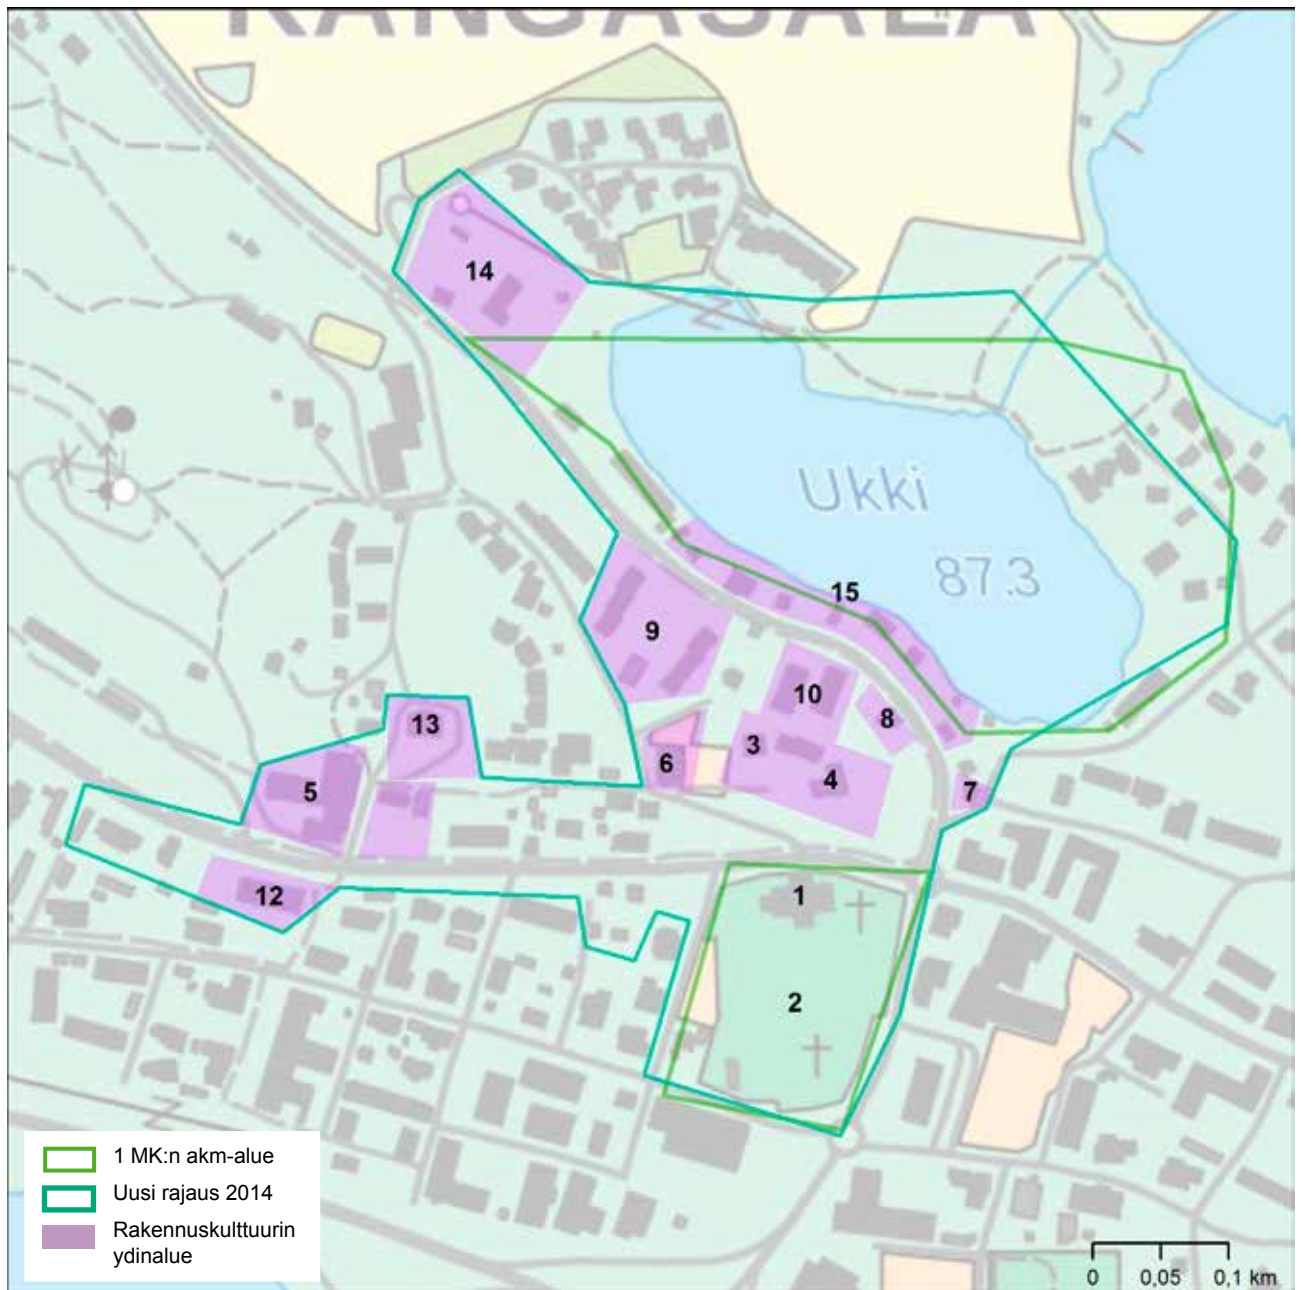 KANGASALA
14
Ukki
87.3
15
9
10
8
13
3
6
4
5
7
12
1
2
1 MK:n akm-alue
Uusi rajaus 2014
Rakennuskulttuurin
ydinalue
0 0,05 0,1 km